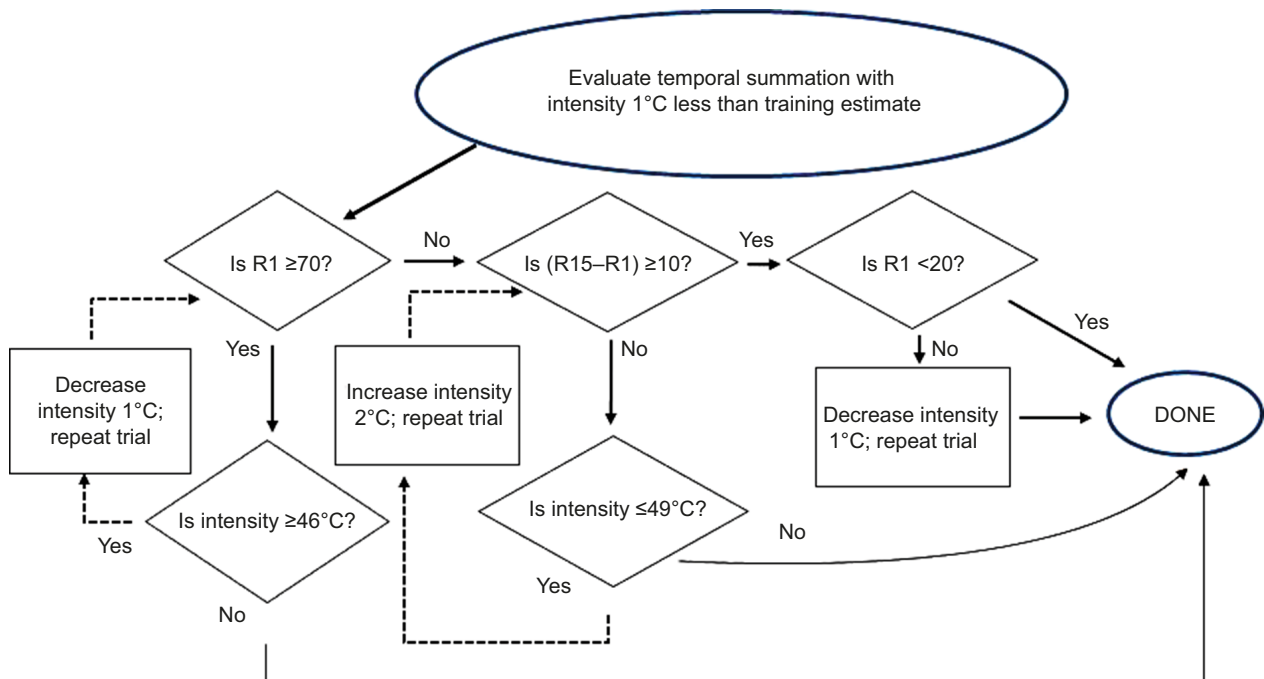 Evaluate temporal summation with
intensity 1°C less than training estimate
Is R1 ≥70?
No
Is (R15–R1) ≥10?
Yes
Is R1 <20?
Yes
Yes
No
No
Decrease
intensity 1°C;
repeat trial
Increase intensity
2°C; repeat trial
Decrease intensity
1°C; repeat trial
DONE
Is intensity ≥46°C?
Is intensity ≤49°C?
Yes
No
Yes
No